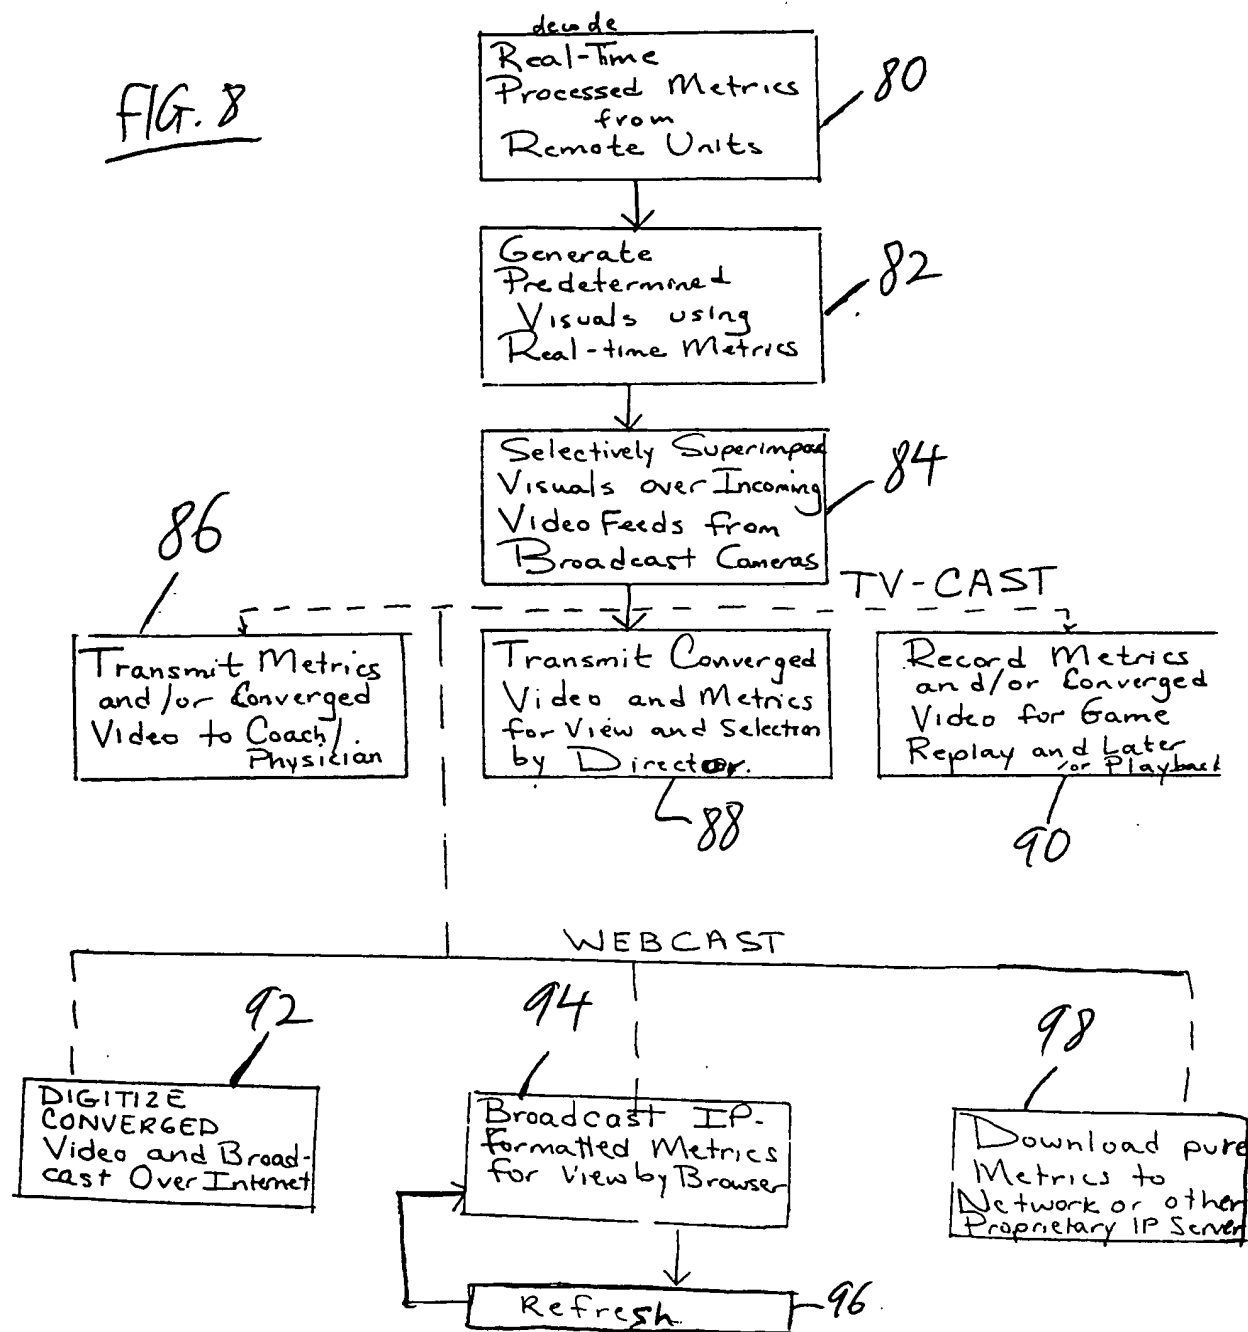 FIG. 8
decode
Real-Time
Processed Metrics
from
Remote Units
80
Generate
Predetermined
Visuals using
Real-time Metrics
82
Selectively Superimpose
Visuals over Incoming
Video Feeds from
Broadcast Cameras
84
TV-CAST
86
Transmit Metrics
and/or Converged
Video to Coach/
Physician
Transmit Converged
Video and Metrics
for View and Selection
by Director.
88
Record Metrics
and/or Converged
Video for Game
Replay and Later
/or Playback
90
WEBCAST
92
DIGITIZE
CONVERGED
Video and Broad-
cast Over Internet
94
Broadcast IP-
formatted Metrics
for View by Browser
Refresh
96
98
Download pure
Metrics to
Network or other
Proprietary IP Server